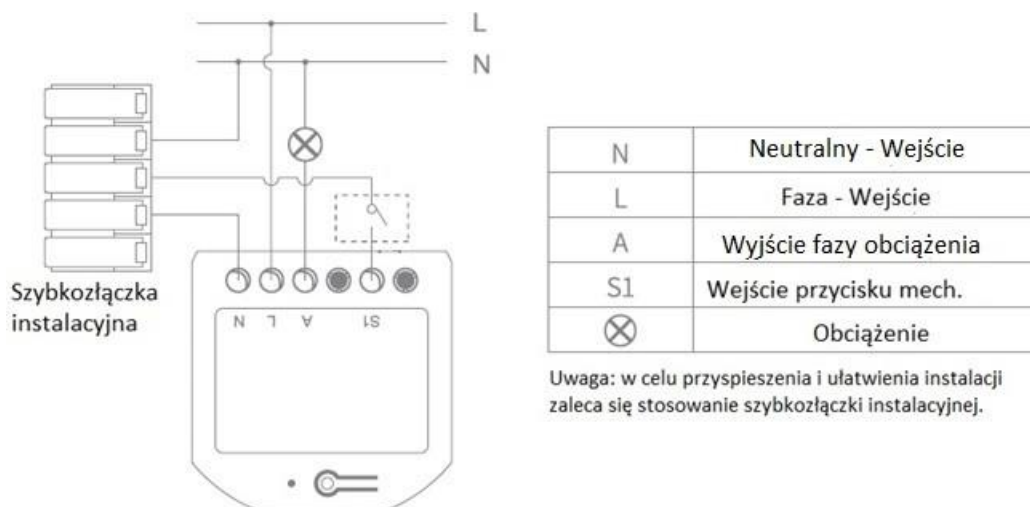 L
N
Szybkozłączka
instalacyjna
N L A S1
N Neutralny - Wejście
L Faza - Wejście
A Wyjście fazy obciążenia
S1 Wejście przycisku mech.
Obciążenie
Uwaga: w celu przyspieszenia i ułatwienia instalacji
zaleca się stosowanie szybkozłączki instalacyjnej.